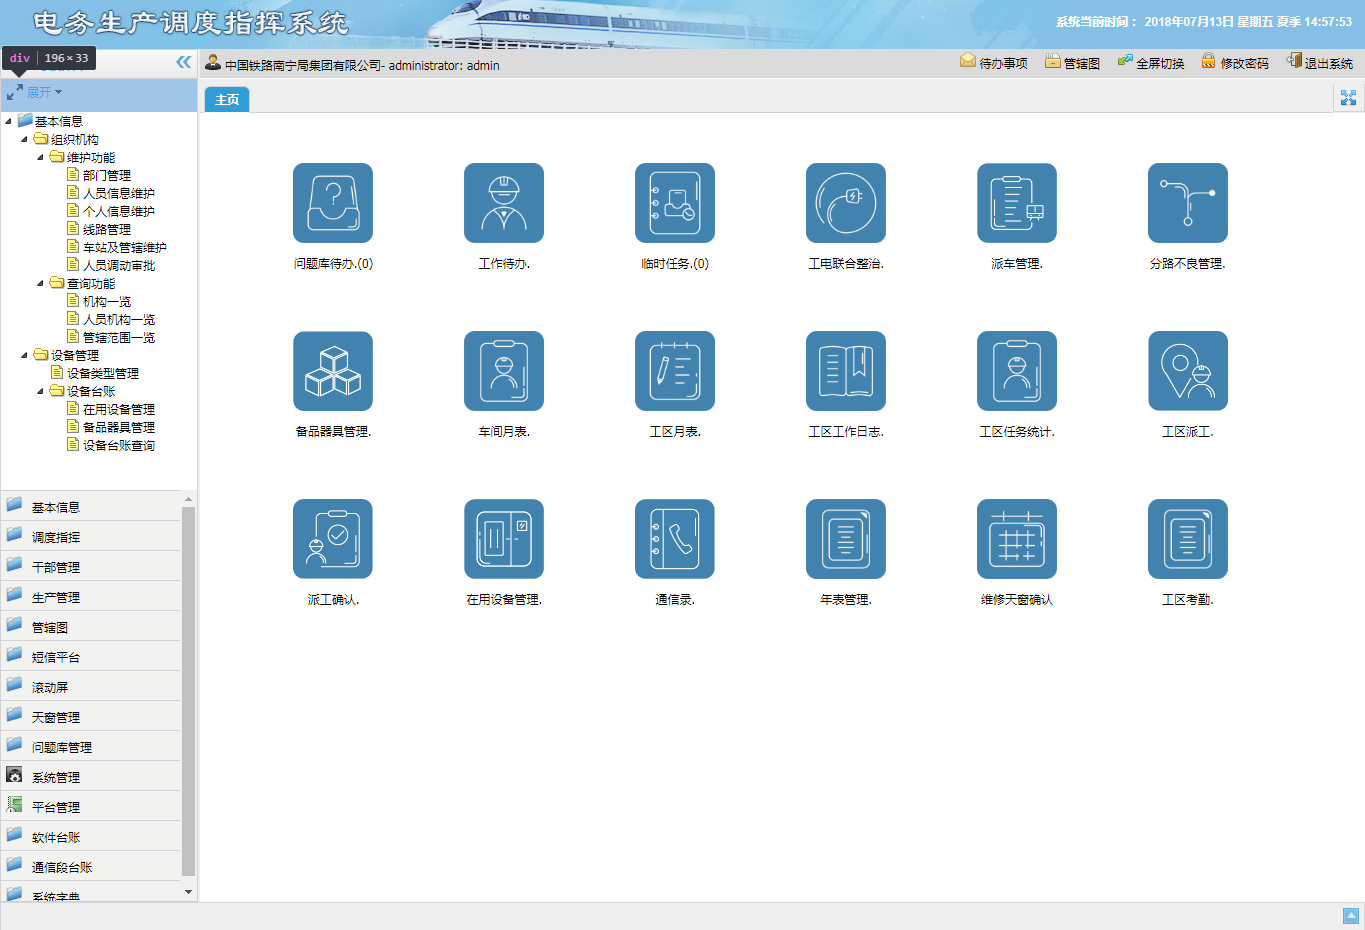 电务生产调度指挥系统
系统当前时间： 2018年07月13日 星期五 夏季 14:57:53
div 196×33
中国铁路南宁局集团有限公司- administrator: admin
待办事项 管辖图 全屏切换 修改密码 退出系统
展开
主页
基本信息
组织机构
维护功能
部门管理
人员信息维护
个人信息维护
线路管理
车站及管辖维护
人员调动审批
查询功能
机构一览
人员机构一览
管辖范围一览
设备管理
设备类型管理
设备台账
在用设备管理
备品器具管理
设备台账查询
基本信息
调度指挥
干部管理
生产管理
管辖图
短信平台
滚动屏
天窗管理
问题库管理
系统管理
平台管理
软件台账
通信段台账
系统字典
问题库待办.(0) 工作待办. 临时任务.(0) 工电联合整治. 派车管理. 分路不良管理.
备品器具管理. 车间月表. 工区月表. 工区工作日志. 工区任务统计. 工区派工.
派工确认. 在用设备管理. 通信录. 年表管理. 维修天窗确认 工区考勤.